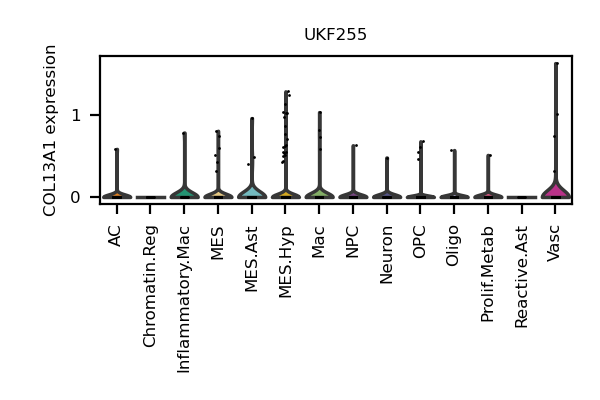 UKF255
COL13A1 expression
1
0
AC
Chromatin.Reg
Inflammatory.Mac
MES
MES.Ast
MES.Hyp
Mac
NPC
Neuron
OPC
Oligo
Prolif.Metab
Reactive.Ast
Vasc